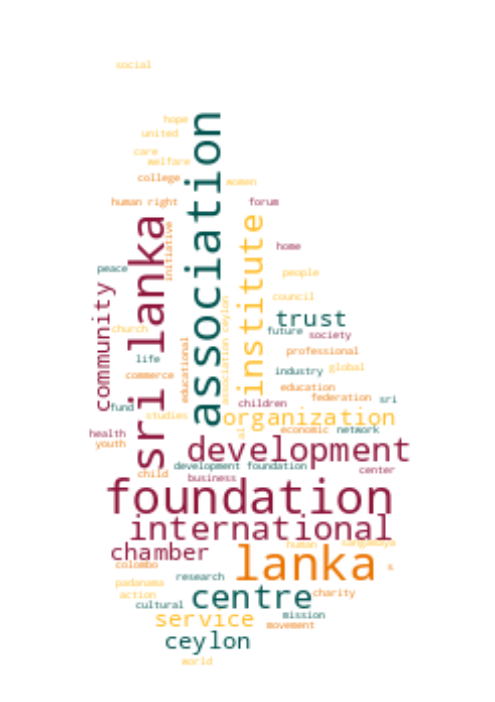 social
hope
united
association
care
welfare
college
women
human right
forum
sri lanka
initiative
institute
home
peace
people
community
council
association ceylon
trust
church
future
society
educational
life
professional
commerce
industry
global
education
children
federation
sri
fund
studies
organization
al
economic
network
health
youth
development
development foundation
center
child
business
foundation
international
human
chamber
lanka
colombo
s
research
padanama
action
centre
charity
cultural
service
mission
movement
ceylon
world